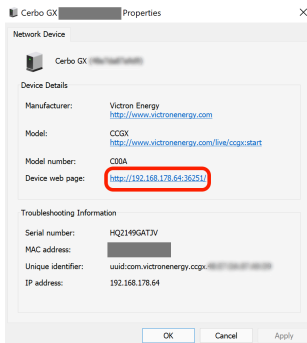 Cerbo GX Properties
Network Device
Cerbo GX
Device Details
Manufacturer: Victron Energy
http://www.victronenergy.com
Model: CCGX
http://www.victronenergy.com/live/ccgx:start
Model number: C00A
Device web page: http://192.168.178.64:36251/
Troubleshooting Information
Serial number: HQ2149GATJV
MAC address:
Unique identifier: uuid:com.victronenergy.ccgx.
IP address: 192.168.178.64
OK Cancel Apply